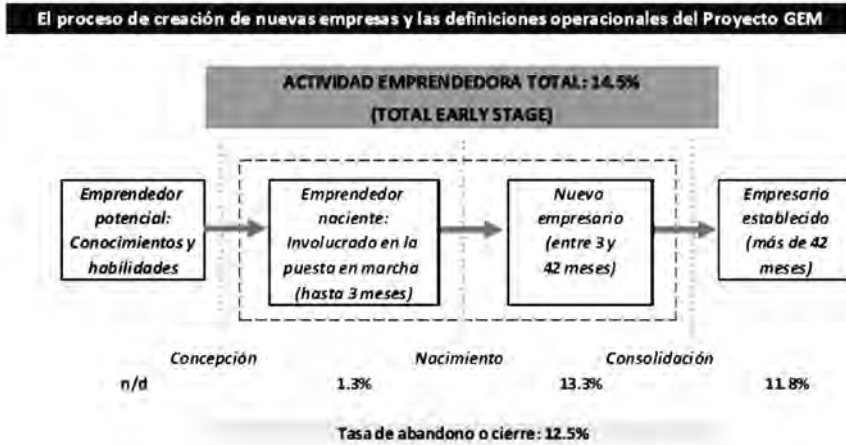 El proceso de creación de nuevas empresas y las definiciones operacionales del Proyecto GEM
ACTIVIDAD EMPRENDEDORA TOTAL: 14.5%
(TOTAL EARLY STAGE)
Emprendedor
potencial:
Conocimientos y
habilidades
Emprendedor
naciente:
Involucrado en la
puesta en marcha
(hasta 3 meses)
Nuevo
empresario
(entre 3 y
42 meses)
Empresario
establecido
(más de 42
meses)
Concepción
Nacimiento
Consolidación
n/d
1.3%
13.3%
11.8%
Tasa de abandono o cierre: 12.5%